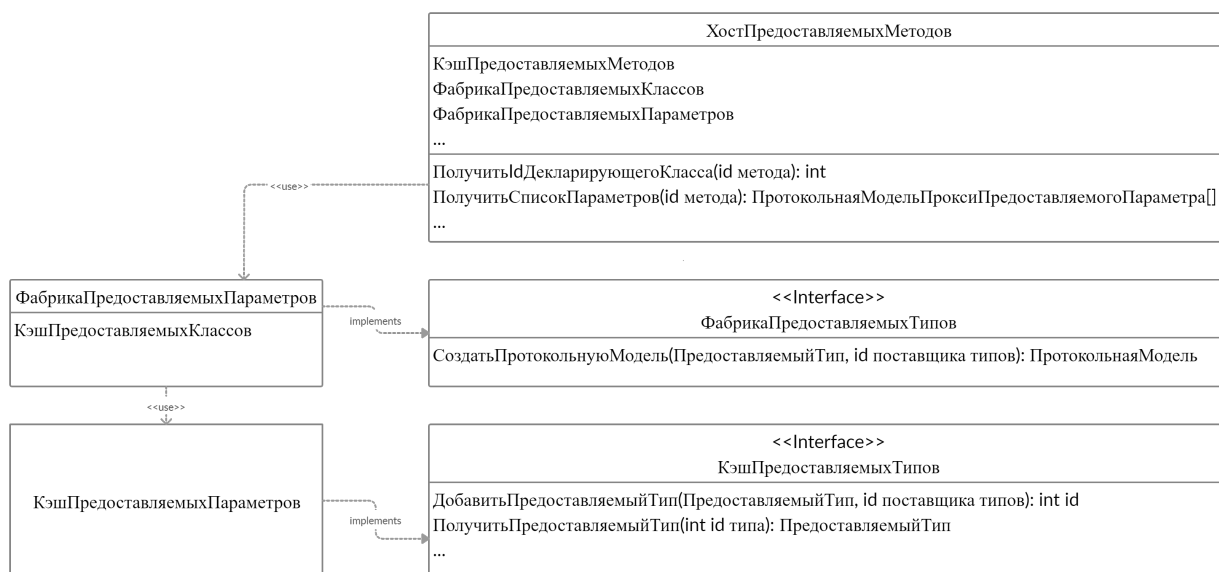 ХостПредоставляемыхМетодов
КэшПредоставляемыхМетодов
ФабрикаПредоставляемыхКлассов
ФабрикаПредоставляемыхПараметров
...
ПолучитьIdДекларирующегоКласса(id метода): int
ПолучитьСписокПараметров(id метода): ПротокольнаяМодельПроксиПредоставляемогоПараметра[]
...
<<use>>
ФабрикаПредоставляемыхПараметров
КэшПредоставляемыхКлассов
implements
<<Interface>>
ФабрикаПредоставляемыхТипов
СоздатьПротокольнуюМодель(ПредоставляемыйТип, id поставщика типов): ПротокольнаяМодель
<<use>>
КэшПредоставляемыхПараметров
implements
<<Interface>>
КэшПредоставляемыхТипов
ДобавитьПредоставляемыйТип(ПредоставляемыйТип, id поставщика типов): int id
ПолучитьПредоставляемыйТип(int id типа): ПредоставляемыйТип
...